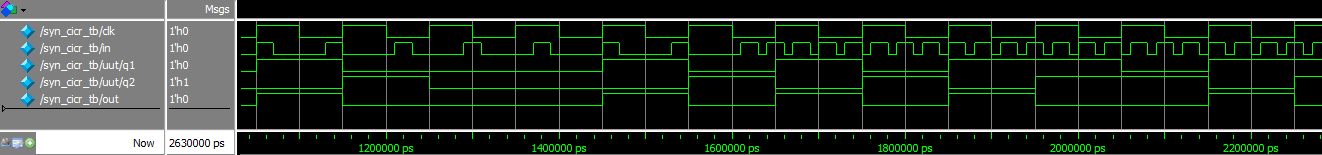 Msgs
/syn_cicr_tb/clk 1'h0
/syn_cicr_tb/in 1'h0
/syn_cicr_tb/uut/q1 1'h0
/syn_cicr_tb/uut/q2 1'h1
/syn_cicr_tb/out 1'h0
Now 2630000 ps 1200000 ps 1400000 ps 1600000 ps 1800000 ps 2000000 ps 2200000 ps